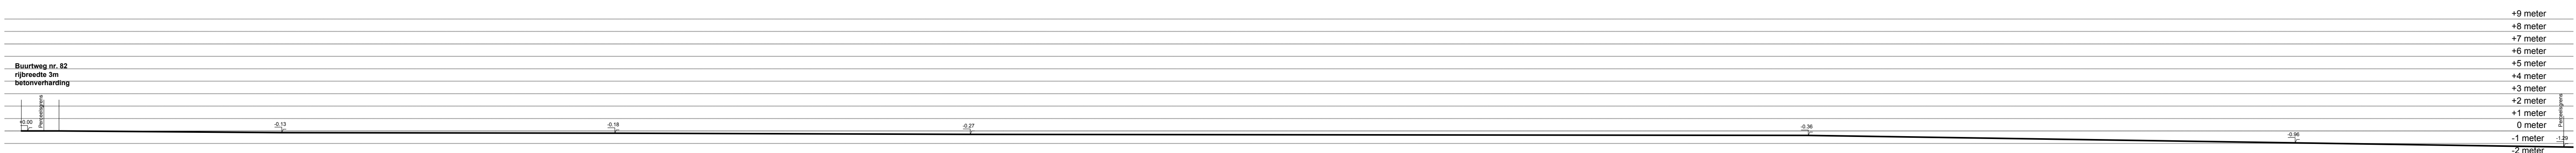 +9 meter
+8 meter
+7 meter
+6 meter
Buurtweg nr. 82
rijbreedte 3m
betonverharding
+5 meter
+4 meter
+3 meter
+2 meter
+1 meter
Perceelsgrens
Perceelsgrens
+0.00
-0.13
-0.18
-0.27
-0.36
0 meter
-0.96
-1 meter
-1.29
-2 meter